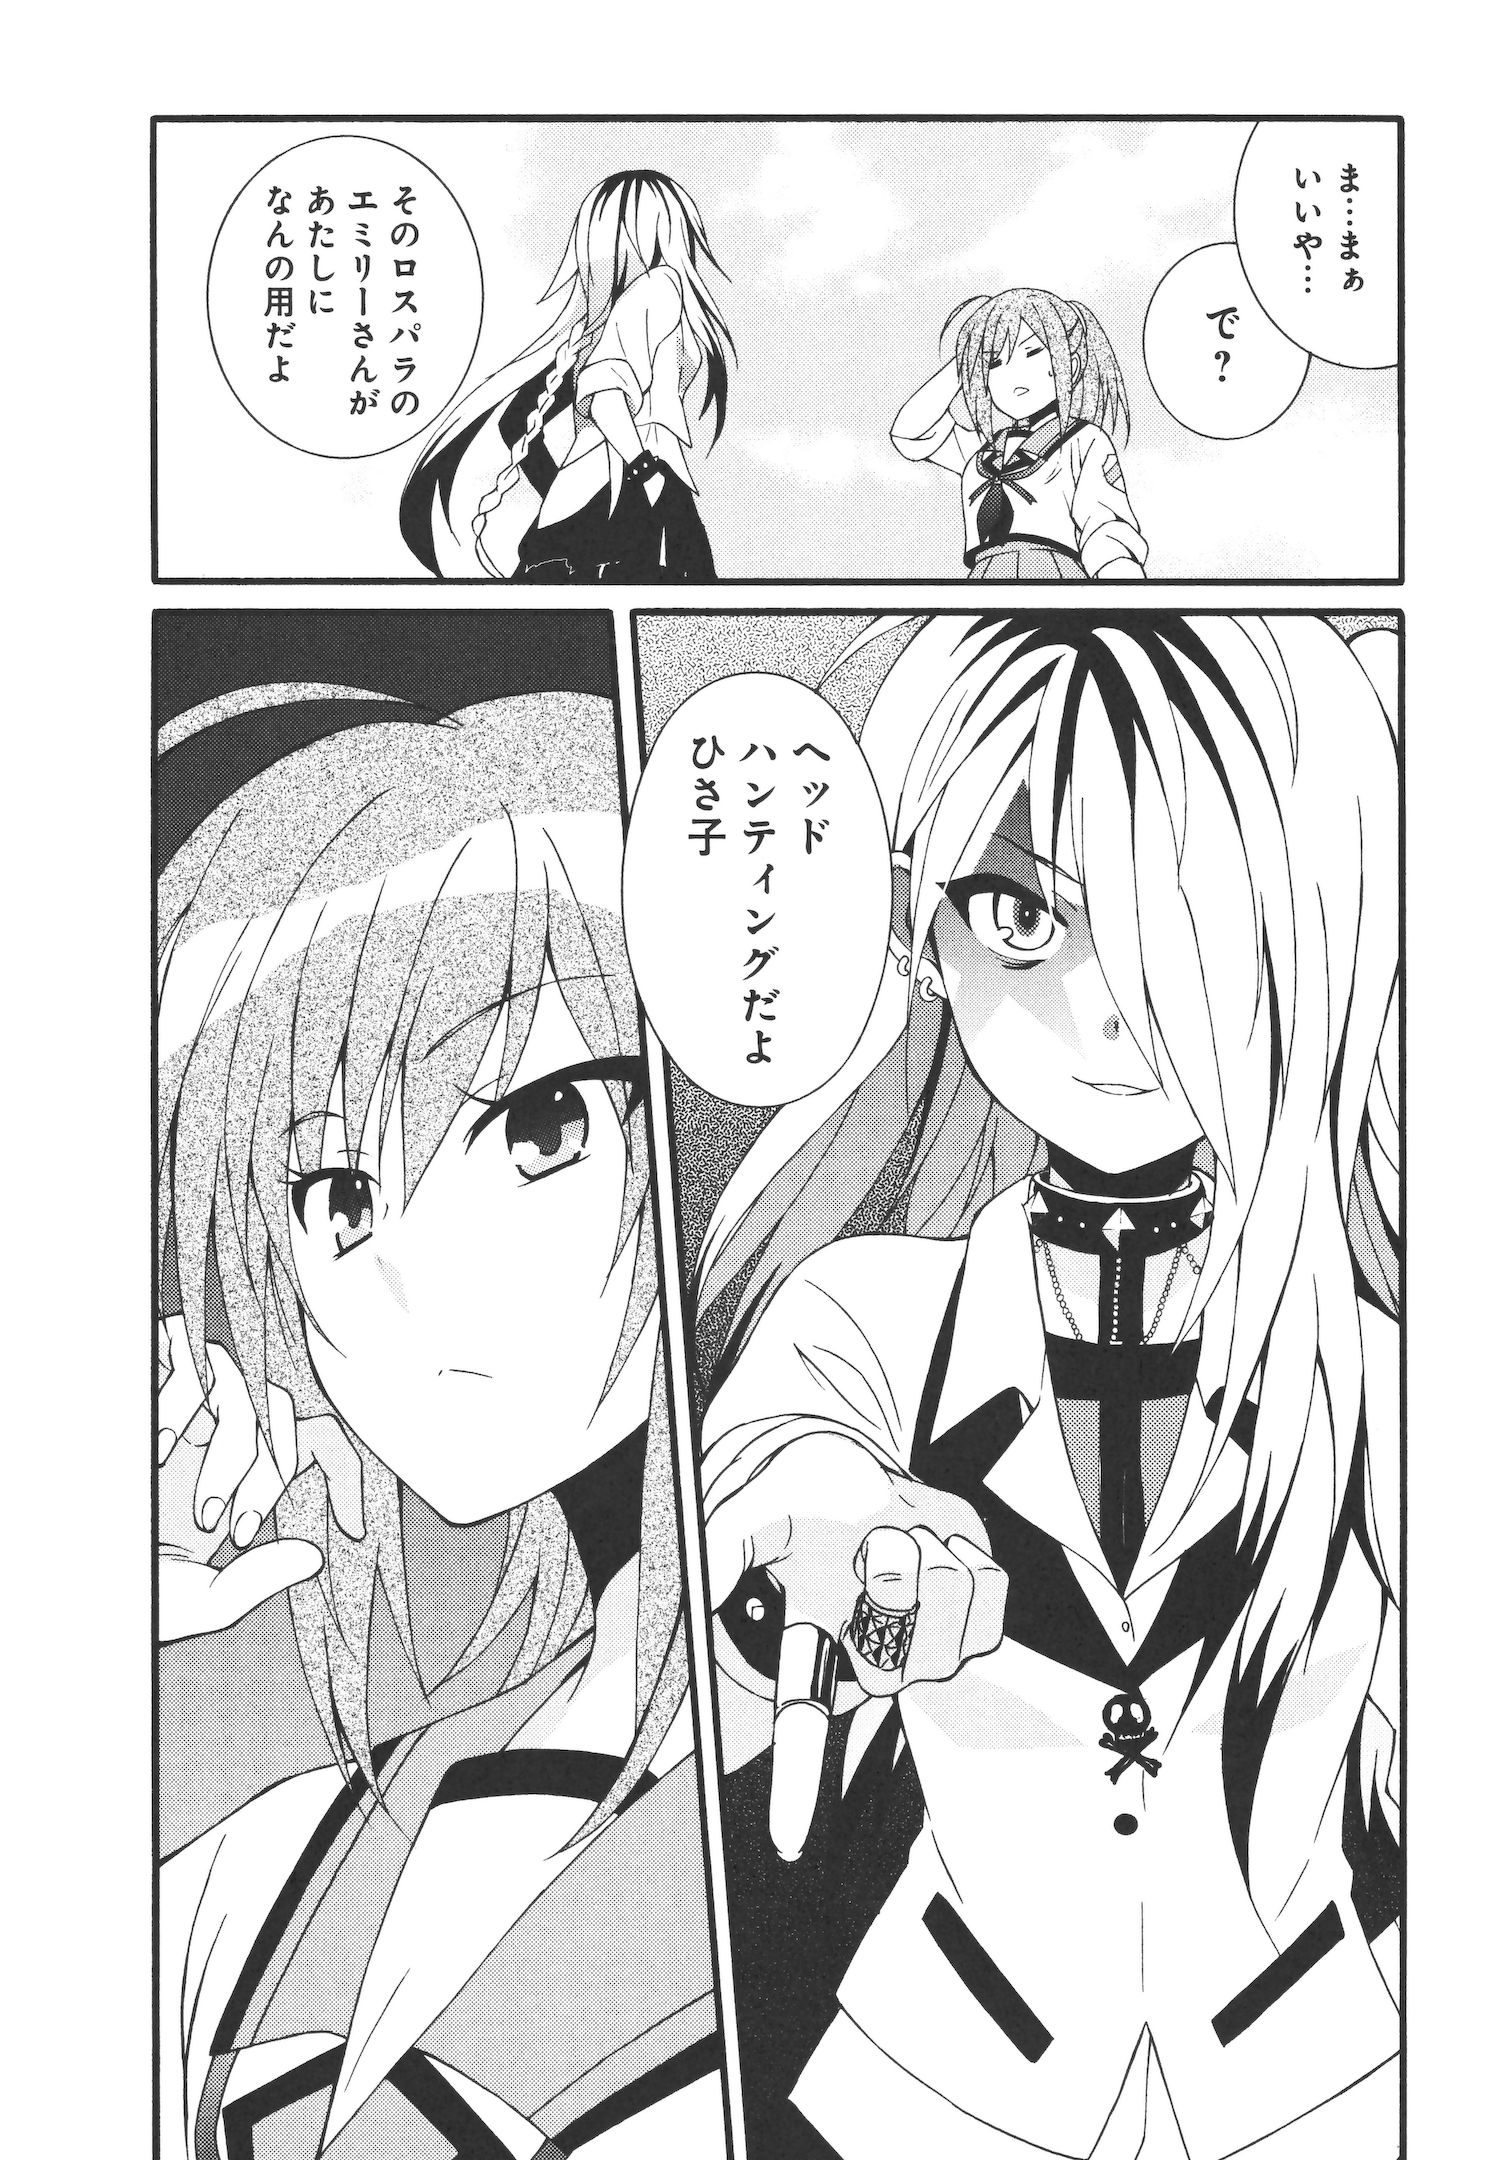 ま…まぁ
いいや…
で？
そのロスパラの
エミリーさんが
あたしに
なんの用だよ
ヘッド
ハンティングだよ
ひさ子